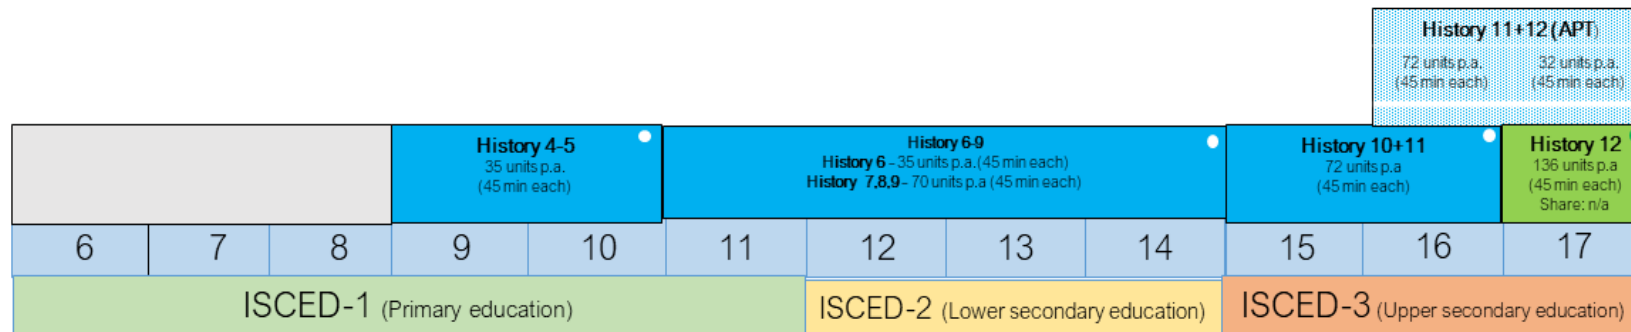 History 11+12 (APT)
72 units p.a. 32 units p.a.
(45 min each) (45 min each)
History 4-5
35 units p.a.
(45 min each)
History 6-9
History 6 - 35 units p.a. (45 min each)
History 7,8,9 - 70 units p.a (45 min each)
History 10+11
72 units p.a
(45 min each)
History 12
136 units p.a
(45 min each)
Share: n/a
6 7 8 9 10 11 12 13 14 15 16 17
ISCED-1 (Primary education) ISCED-2 (Lower secondary education) ISCED-3 (Upper secondary education)